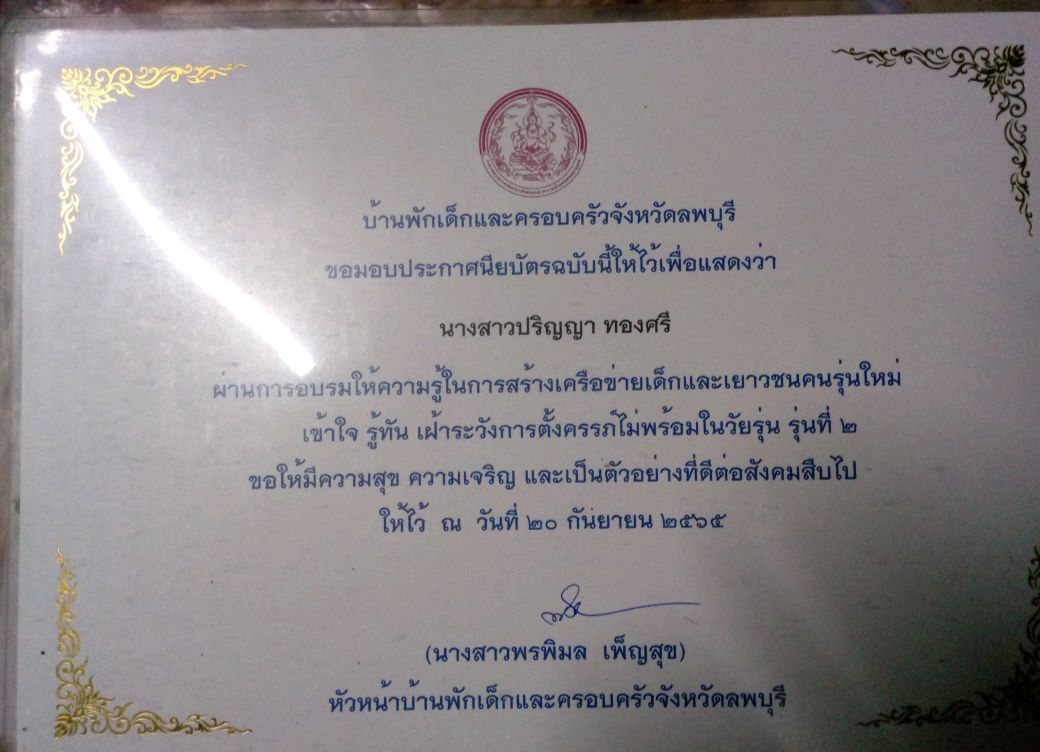 บ้านพักเด็กและครอบครัวจังหวัดลพบุรี
ขอมอบประกาศนียบัตรฉบับนี้ให้ไว้เพื่อแสดงว่า
นางสาวปริญญา ทองศรี
ผ่านการอบรมให้ความรู้ในการสร้างเครือข่ายเด็กและเยาวชนคนรุ่นใหม่
เข้าใจ รู้ทัน เฝ้าระวังการตั้งครรภ์ไม่พร้อมในวัยรุ่น รุ่นที่ ๒
ขอให้มีความสุข ความเจริญ และเป็นตัวอย่างที่ดีต่อสังคมสืบไป
ให้ไว้ ณ วันที่ ๒๐ กันยายน ๒๕๖๕
(นางสาวพรพิมล เพ็ญสุข)
หัวหน้าบ้านพักเด็กและครอบครัวจังหวัดลพบุรี